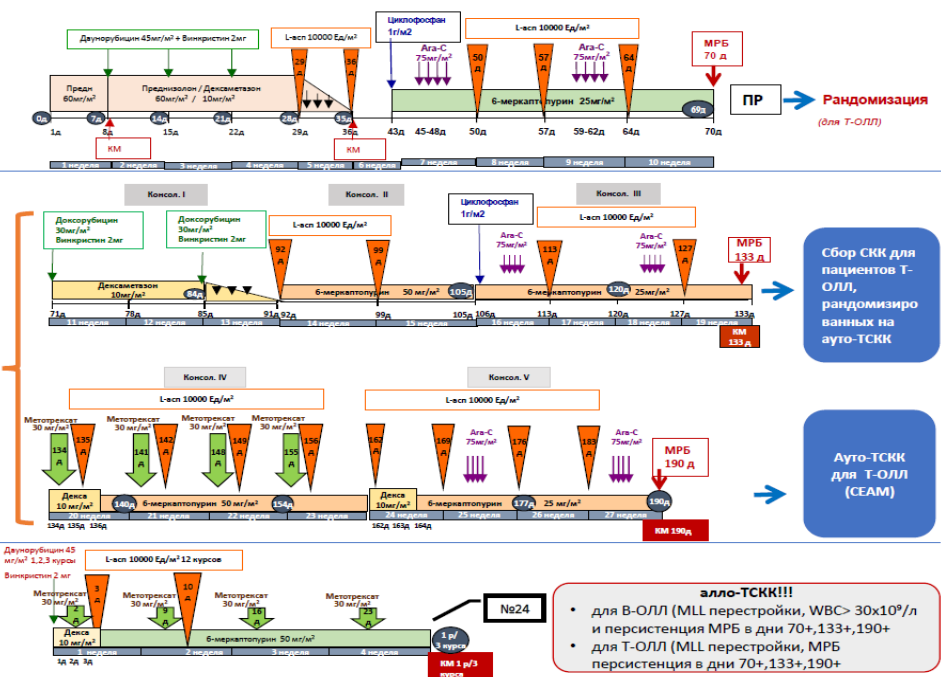 Двунорубицин 45мг/м² + Винкристин 2мг
L-асп 10000 Ед/м²
Циклофосфан
1г/м2
L-асп 10000 Ед/м²
Ага-С
75мг/м²
Ага-С
75мг/м²
МРБ
70 д
29
д
36
д
50
д
57
д
64
д
Предн
60мг/м²
Преднизолон / Дексаметазон
60мг/м² / 10мг/м²
6-меркаптопурин 25мг/м²
0д
7д
14д
21д
28д
35д
69д
ПР
Рандомизация
(для Т-ОЛЛ)
1д
8д
15д
22д
29д
36д
43д
45-48д
50д
57д
59-62д
64д
70д
КМ
КМ
1 неделя
2 неделя
3 неделя
4 неделя
5 неделя
6 неделя
7 неделя
8 неделя
9 неделя
10 неделя
Консол. I
Консол. II
Консол. III
Доксорубицин
30мг/м²
Винкристин 2мг
Доксорубицин
30мг/м²
Винкристин 2мг
L-асп 10000 Ед/м²
Циклофосфан
1г/м2
L-асп 10000 Ед/м²
Ага-С
75мг/м²
Ага-С
75мг/м²
МРБ
133 д
92
д
99
д
113
д
127
д
Дексаметазон
10мг/м²
84д
6-меркаптопурин 50 мг/м²
105д
6-меркаптопурин 25мг/м²
120д
71д
78д
85д
91д
92д
99д
105д
106д
113д
120д
127д
133д
11 неделя
12 неделя
13 неделя
14 неделя
15 неделя
16 неделя
17 неделя
18 неделя
19 неделя
КМ
133 д
Сбор СКК для
пациентов Т-
ОЛЛ,
рандомизиро
ванных на
ауто-ТСКК
Консол. IV
Консол. V
L-асп 10000 Ед/м²
L-асп 10000 Ед/м²
Метотрексат
30 мг/м²
Метотрексат
30 мг/м²
Метотрексат
30 мг/м²
Метотрексат
30 мг/м²
134
д
135
д
141
д
142
д
148
д
149
д
155
д
156
д
162
д
169
д
176
д
183
д
Ага-С
75мг/м²
Ага-С
75мг/м²
МРБ
190 д
Декса
10 мг/м²
140д
6-меркаптопурин 50 мг/м²
154д
Декса
10мг/м²
6-меркаптопурин 25 мг/м²
177д
190д
20 неделя
21 неделя
22 неделя
23 неделя
24 неделя
25 неделя
26 неделя
27 неделя
134д 135д 136д
162д 163д 164д
КМ 190д
Ауто-ТСКК
для Т-ОЛЛ
(СЕАМ)
Двунорубицин 45
мг/м² 1,2,3 курсы
Винкристин 2 мг
L-асп 10000 Ед/м² 12 курсов
Метотрексат
30 мг/м²
Метотрексат
30 мг/м²
Метотрексат
30 мг/м²
Метотрексат
30 мг/м²
2
д
3
д
9
д
10
д
16
д
23
д
Декса
10 мг/м²
6-меркаптопурин 50 мг/м²
1 неделя
2 неделя
3 неделя
4 неделя
1д 2д 3д
№24
1 р/
3 курса
КМ 1 р/3
курса
алло-ТСКК!!!
• для В-ОЛЛ (MLL перестройки, WBC> 30х10⁹/л
и персистенция МРБ в дни 70+,133+,190+
• для Т-ОЛЛ (MLL перестройки, МРБ
персистенция в дни 70+,133+,190+